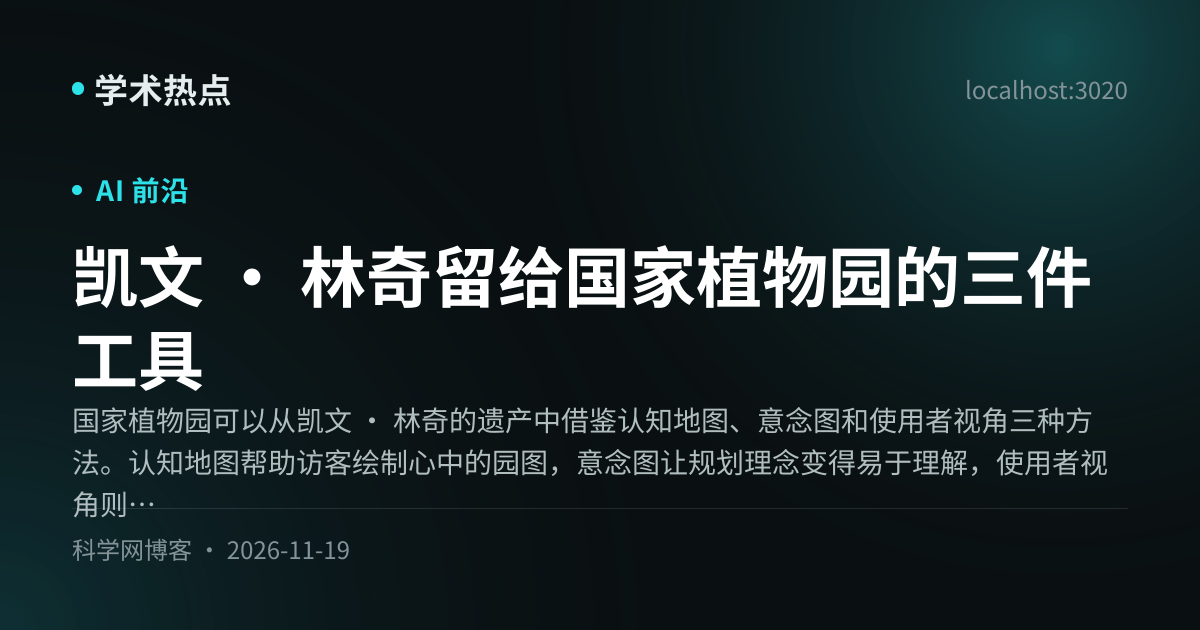 学术热点
localhost:3020
AI 前沿
凯文 · 林奇留给国家植物园的三件
工具
国家植物园可以从凯文 · 林奇的遗产中借鉴认知地图、意念图和使用者视角三种方
法。认知地图帮助访客绘制心中的园图，意念图让规划理念变得易于理解，使用者视
角则…
科学网博客 · 2026-11-19